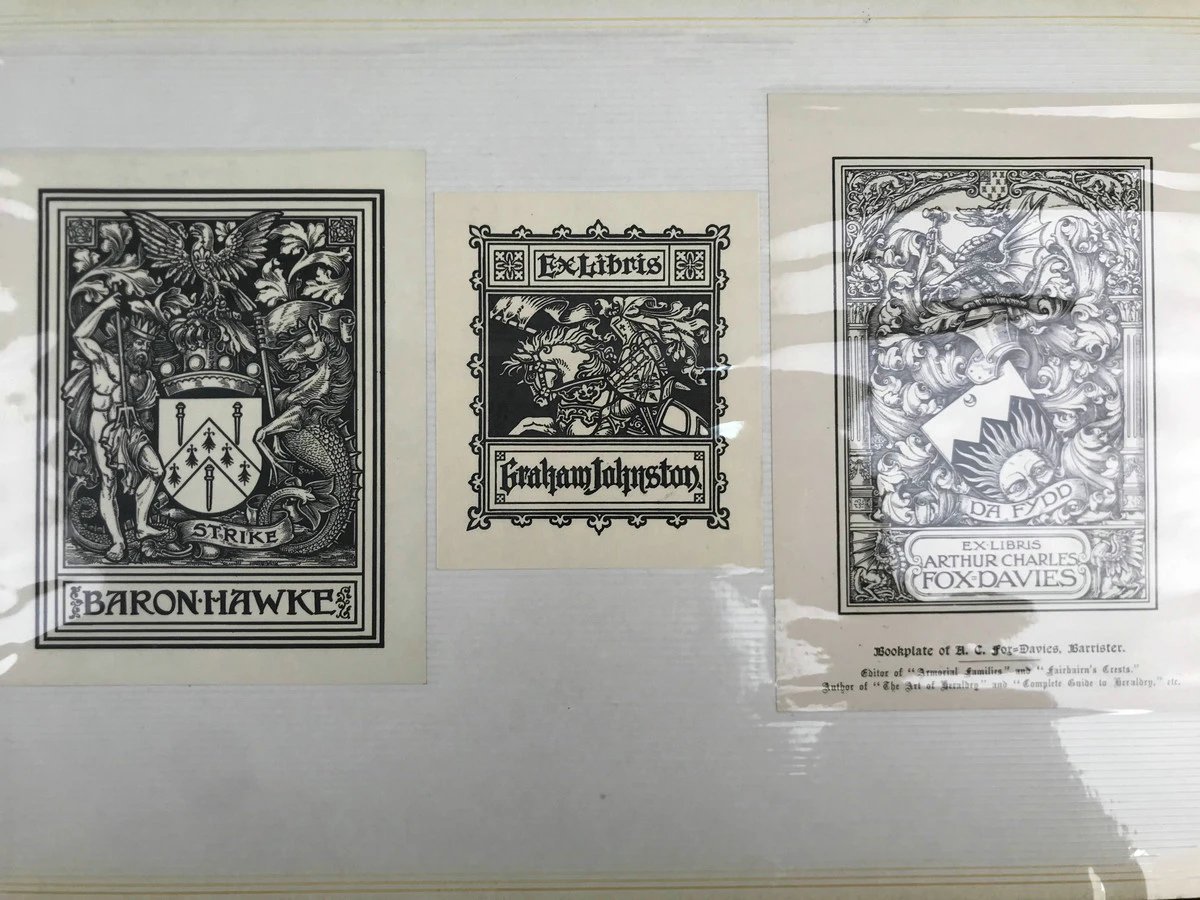 STRIKE
BARON·HAWKE
Ex Libris
Graham Johnston.
DA FYDD
EX·LIBRIS
ARTHUR CHARLES
FOX·DAVIES
Bookplate of A. C. Fox=Davies, Barrister.
Editor of "Armorial Families" and "Fairbairn's Crests."
Author of "The Art of Heraldry" and "Complete Guide to Heraldry," etc.